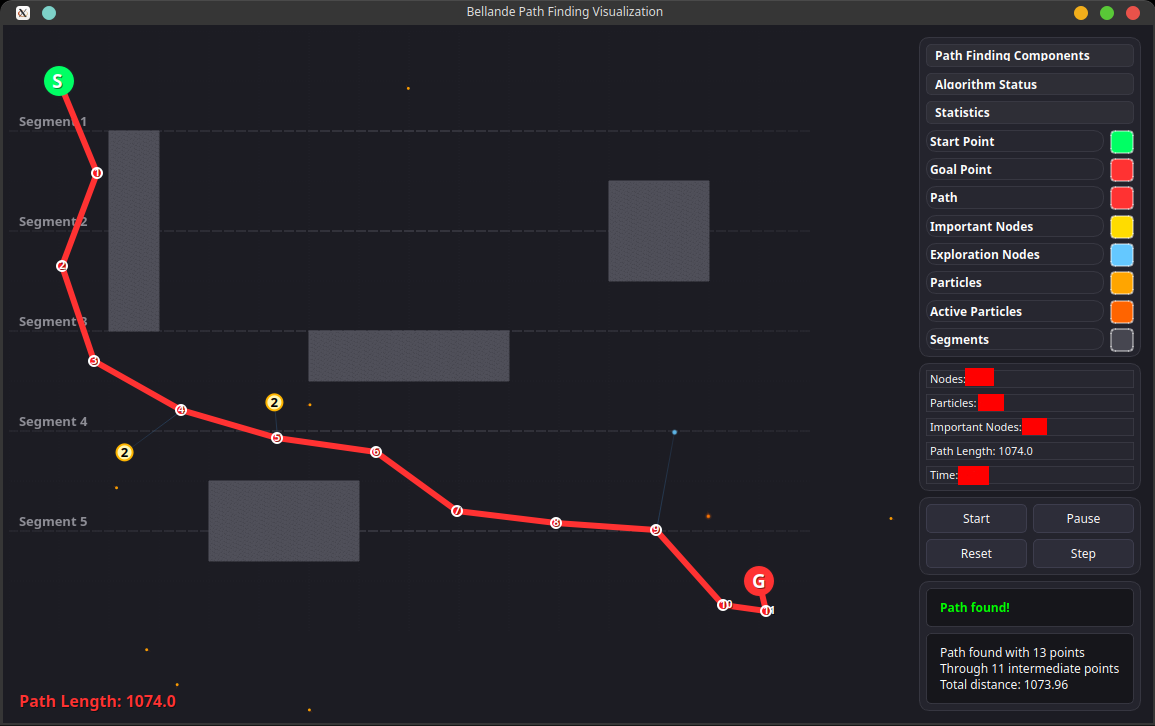 Bellande Path Finding Visualization
S
Segment 1
1
Segment 2
2
Segment 3
3
4
2
Segment 4
5
6
2
7
Segment 5
8
9
G
10
11
Path Length: 1074.0
Path Finding Components
Algorithm Status
Statistics
Start Point
Goal Point
Path
Important Nodes
Exploration Nodes
Particles
Active Particles
Segments
Nodes:
Particles:
Important Nodes:
Path Length: 1074.0
Time:
Start
Pause
Reset
Step
Path found!
Path found with 13 points
Through 11 intermediate points
Total distance: 1073.96